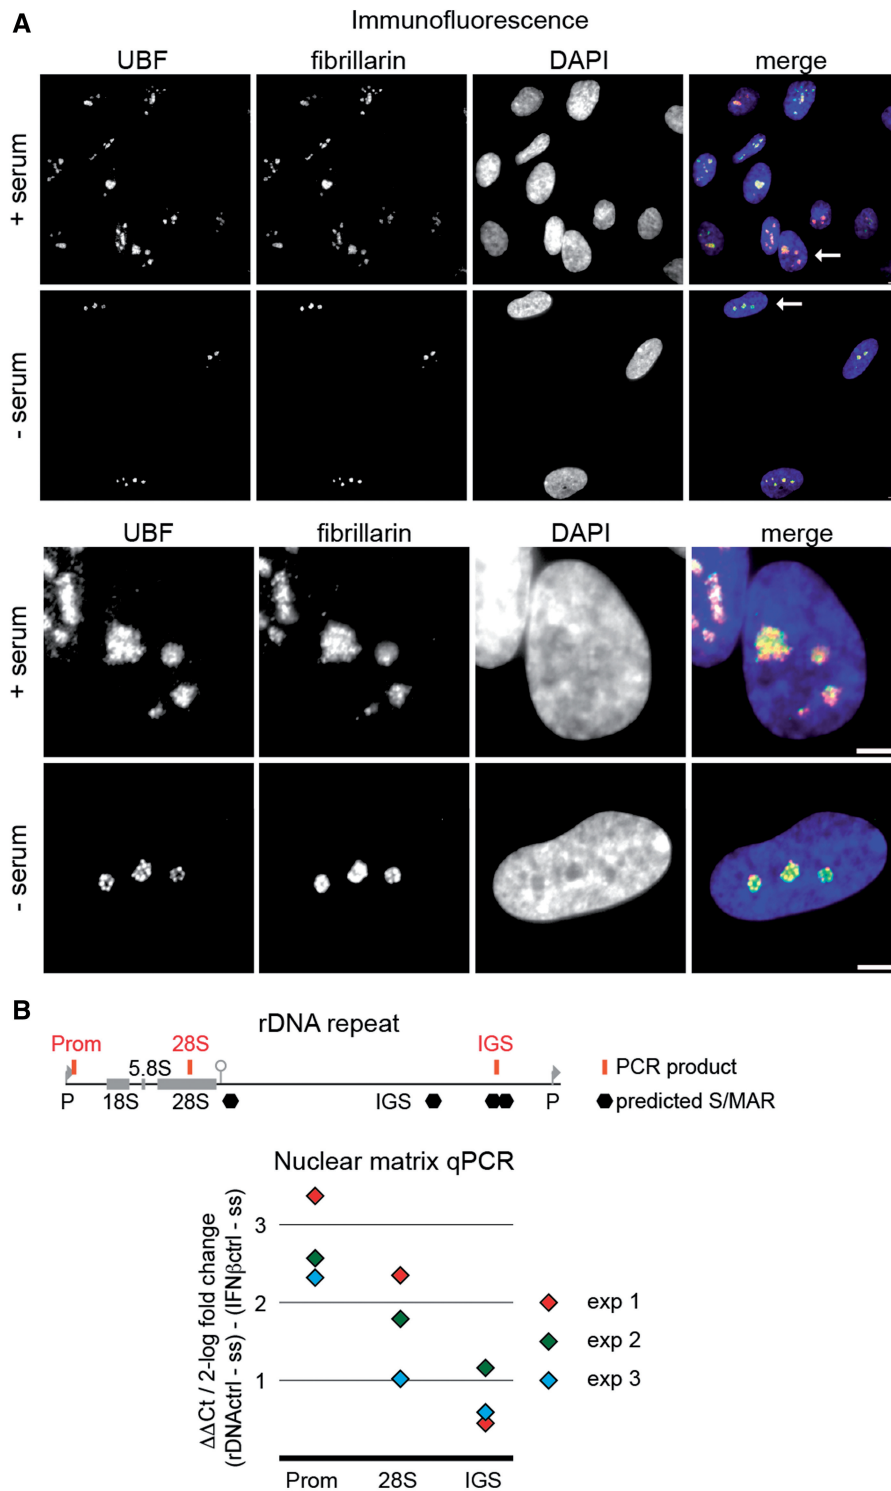 A
Immunofluorescence
UBF fibrillarin DAPI merge
+ serum
- serum
UBF fibrillarin DAPI merge
+ serum
- serum
B
rDNA repeat
Prom 28S IGS
5.8S
PCR product
P 18S 28S IGS P
predicted S/MAR
Nuclear matrix qPCR
ΔΔCt / 2-log fold change
(rDNActrl - ss) - (IFNβctrl - ss)
3
2
1
exp 1
exp 2
exp 3
Prom 28S IGS